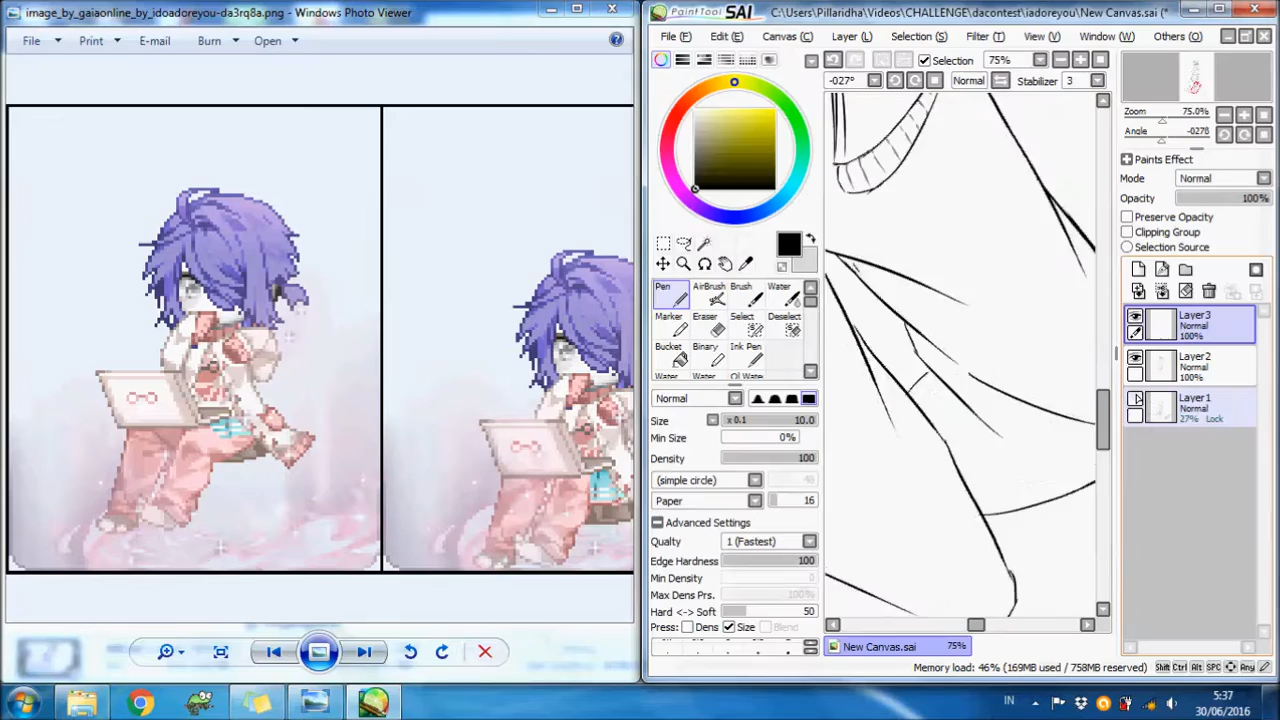 image_by_gaiaonline_by_idoadoreyou-da3rq8a.png - Windows Photo Viewer
File Print E-mail Burn Open
PaintTool SAI C:\Users\Pillaridha\Videos\CHALLENGE\dacontest\iadoreyou\New Canvas.sai (*
File (F) Edit (E) Canvas (C) Layer (L) Selection (S) Filter (T) View (V) Window (W) Others (O)
Selection 75%
-027° Normal Stabilizer 3
Zoom 75.0%
Angle -027θ
Paints Effect
Mode Normal
Opacity 100%
Preserve Opacity
Clipping Group
Selection Source
Layer3
Normal
100%
Layer2
Normal
100%
Layer1
Normal
27% Lock
Pen AirBrush Brush Water
Marker Eraser Select Deselect
Bucket Binary Ink Pen
Water Water Water
Normal
Size x 0.1 10.0
Min Size 0%
Density 100
(simple circle)
Paper 16
Advanced Settings
Qualty 1 (Fastest)
Edge Hardness 100
Min Density 0
Max Dens Prs. 100%
Hard <-> Soft 50
Press: Dens Size Blend
New Canvas.sai 75%
Memory load: 46% (169MB used / 758MB reserved) Shift Ctrl Alt SPC Any
IN 5:37
30/06/2016